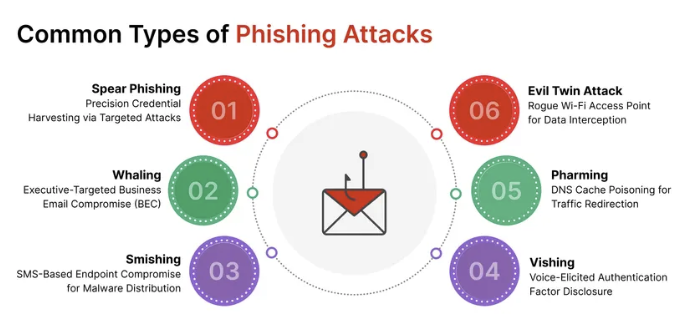 Common Types of Phishing Attacks
01
Spear Phishing
Precision Credential
Harvesting via Targeted Attacks
02
Whaling
Executive-Targeted Business
Email Compromise (BEC)
03
Smishing
SMS-Based Endpoint Compromise
for Malware Distribution
04
Vishing
Voice-Elicited Authentication
Factor Disclosure
05
Pharming
DNS Cache Poisoning for
Traffic Redirection
06
Evil Twin Attack
Rogue Wi-Fi Access Point
for Data Interception